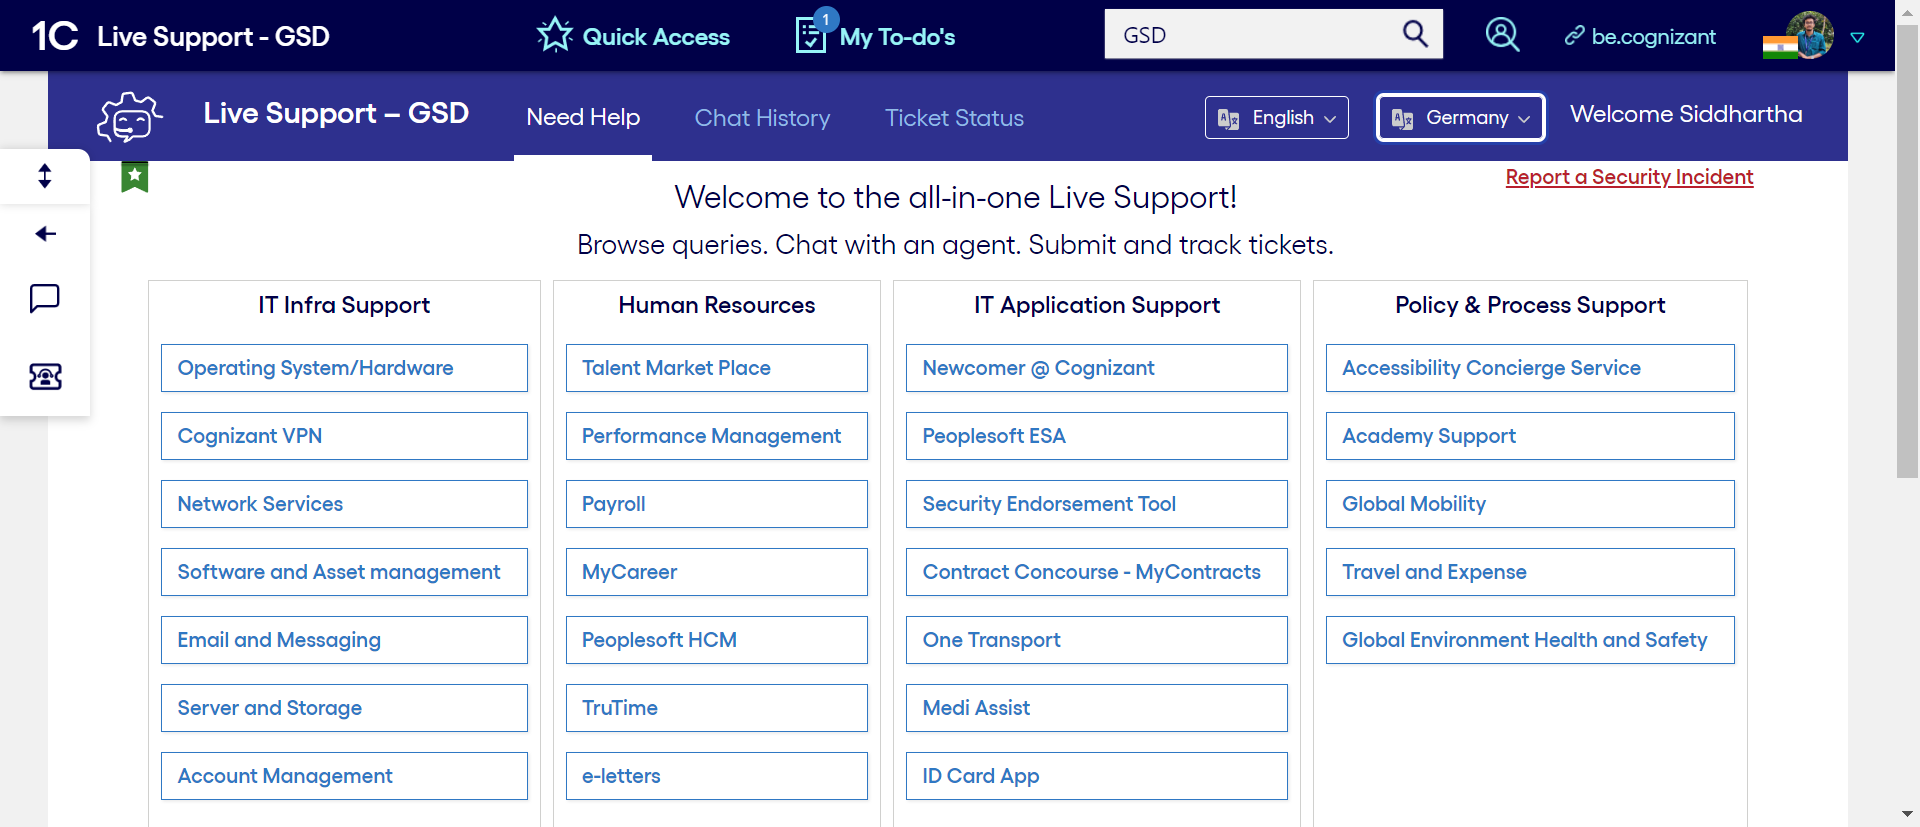 1C Live Support - GSD
Quick Access
1
My To-do's
GSD
be.cognizant
Live Support – GSD
Need Help
Chat History
Ticket Status
English
Germany
Welcome Siddhartha
Report a Security Incident
Welcome to the all-in-one Live Support!
Browse queries. Chat with an agent. Submit and track tickets.
IT Infra Support
Operating System/Hardware
Cognizant VPN
Network Services
Software and Asset management
Email and Messaging
Server and Storage
Account Management
Human Resources
Talent Market Place
Performance Management
Payroll
MyCareer
Peoplesoft HCM
TruTime
e-letters
IT Application Support
Newcomer @ Cognizant
Peoplesoft ESA
Security Endorsement Tool
Contract Concourse - MyContracts
One Transport
Medi Assist
ID Card App
Policy & Process Support
Accessibility Concierge Service
Academy Support
Global Mobility
Travel and Expense
Global Environment Health and Safety